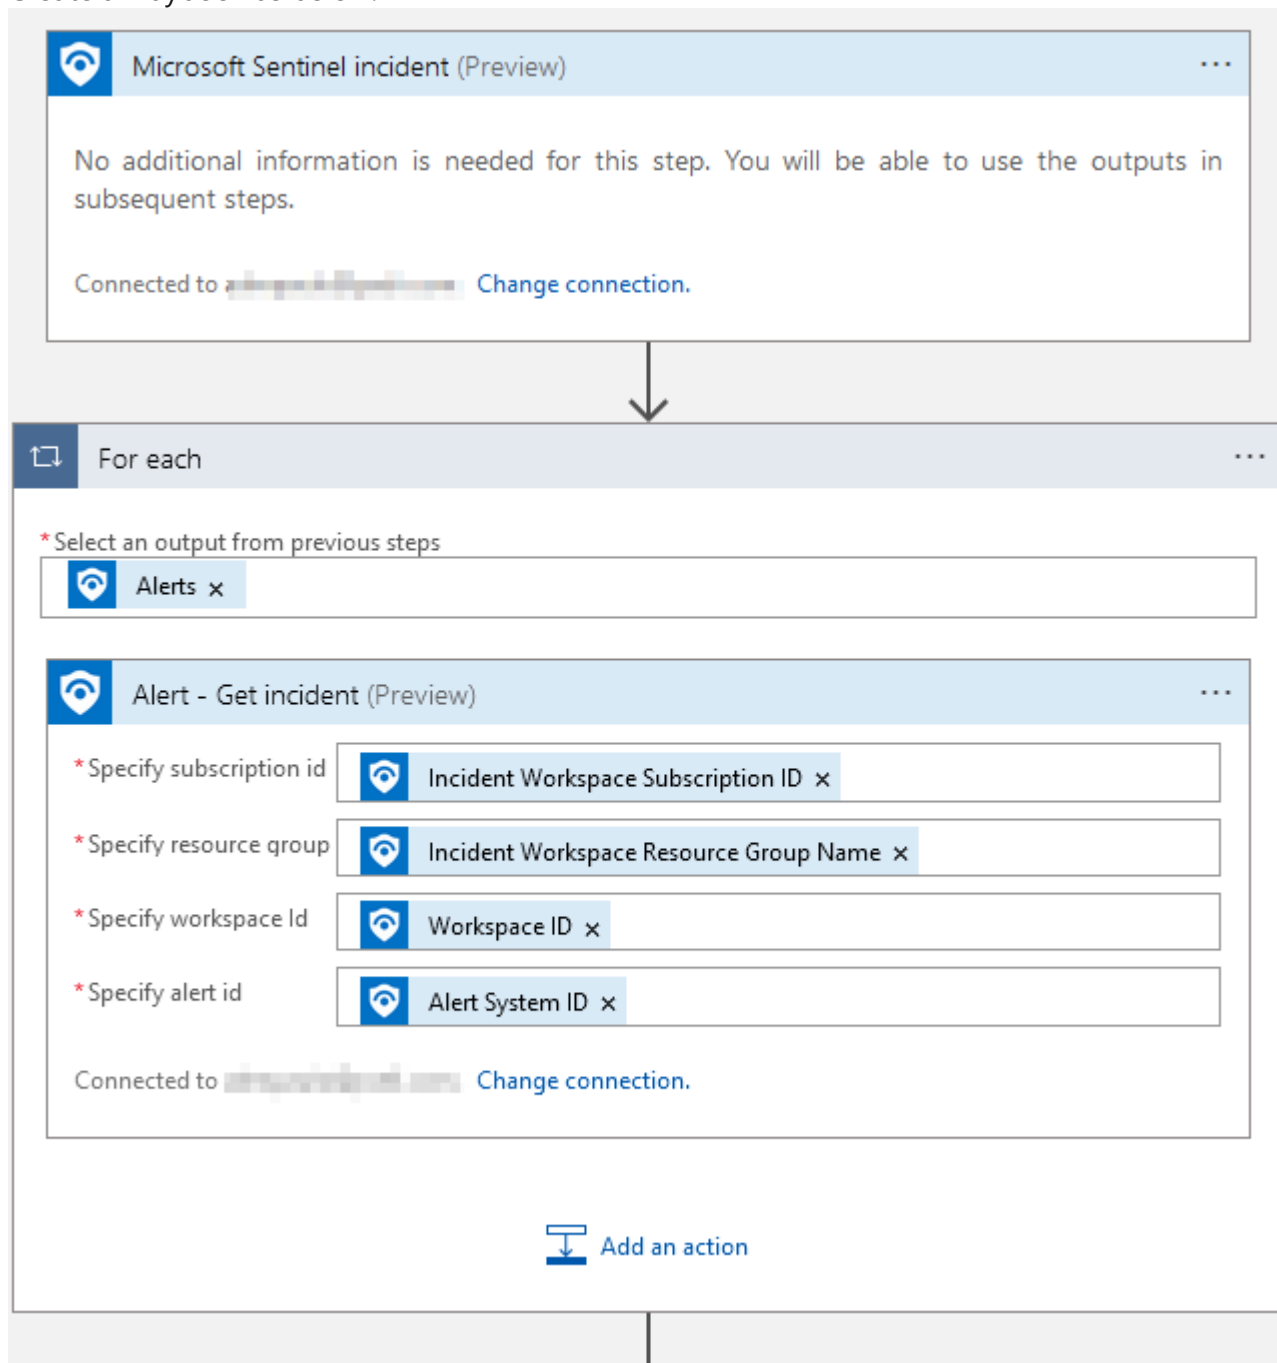 Microsoft Sentinel incident (Preview)
No additional information is needed for this step. You will be able to use the outputs in
subsequent steps.
Connected to Change connection.
For each
* Select an output from previous steps
Alerts ×
Alert - Get incident (Preview)
* Specify subscription id Incident Workspace Subscription ID ×
* Specify resource group Incident Workspace Resource Group Name ×
* Specify workspace Id Workspace ID ×
* Specify alert id Alert System ID ×
Connected to Change connection.
Add an action